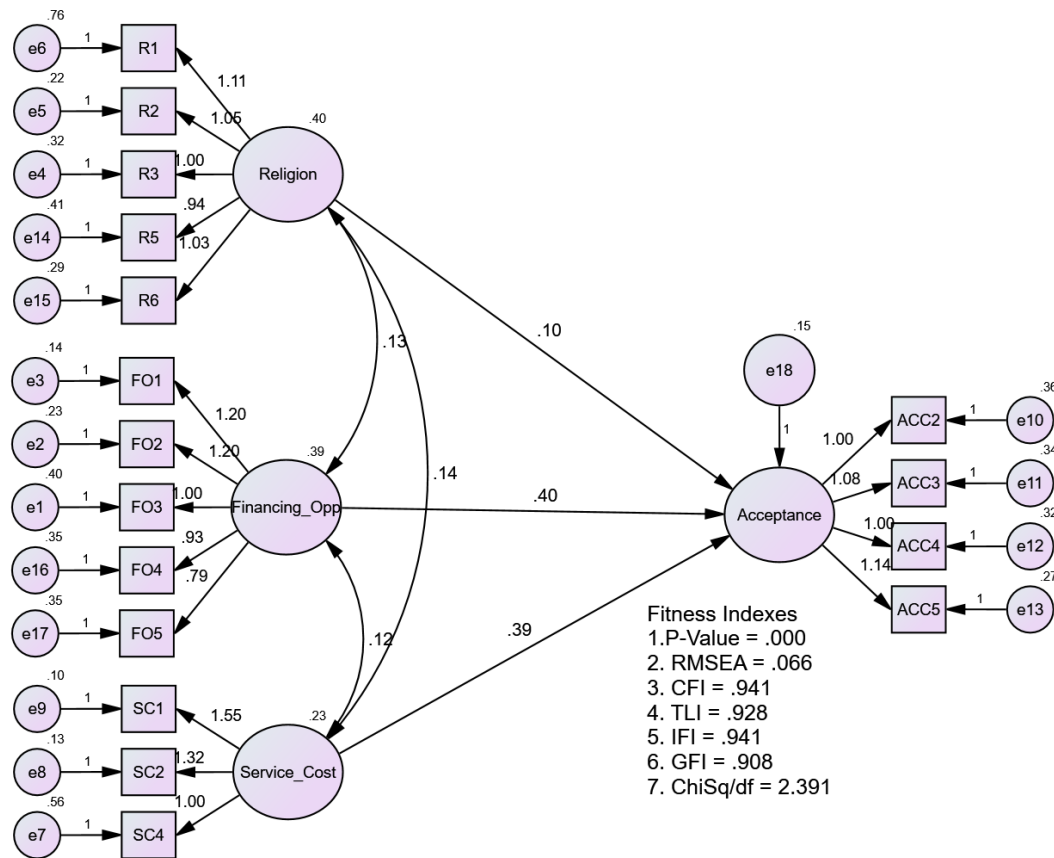 .76
e6 1 R1
1.11
.22
e5 1 R2
1.05
.40
.32
e4 1 R3
1.00
Religion
.41
e14 1 R5
.94
.29
e15 1 R6
1.03
.13
.10
.14
e3 1 FO1
1.20
.23
e2 1 FO2
1.20
.39
.40
e1 1 FO3
1.00
Financing_Opp
.35
e16 1 FO4
.93
.35
e17 1 FO5
.79
.14
.40
.12
.39
.10
e9 1 SC1
1.55
.23
.13
e8 1 SC2
1.32
Service_Cost
.56
e7 1 SC4
1.00
.15
e18
1
Acceptance
.36
1.00 ACC2 1 e10
.34
1.08 ACC3 1 e11
.32
1.00 ACC4 1 e12
.27
1.14 ACC5 1 e13
Fitness Indexes
1.P-Value = .000
2. RMSEA = .066
3. CFI = .941
4. TLI = .928
5. IFI = .941
6. GFI = .908
7. ChiSq/df = 2.391